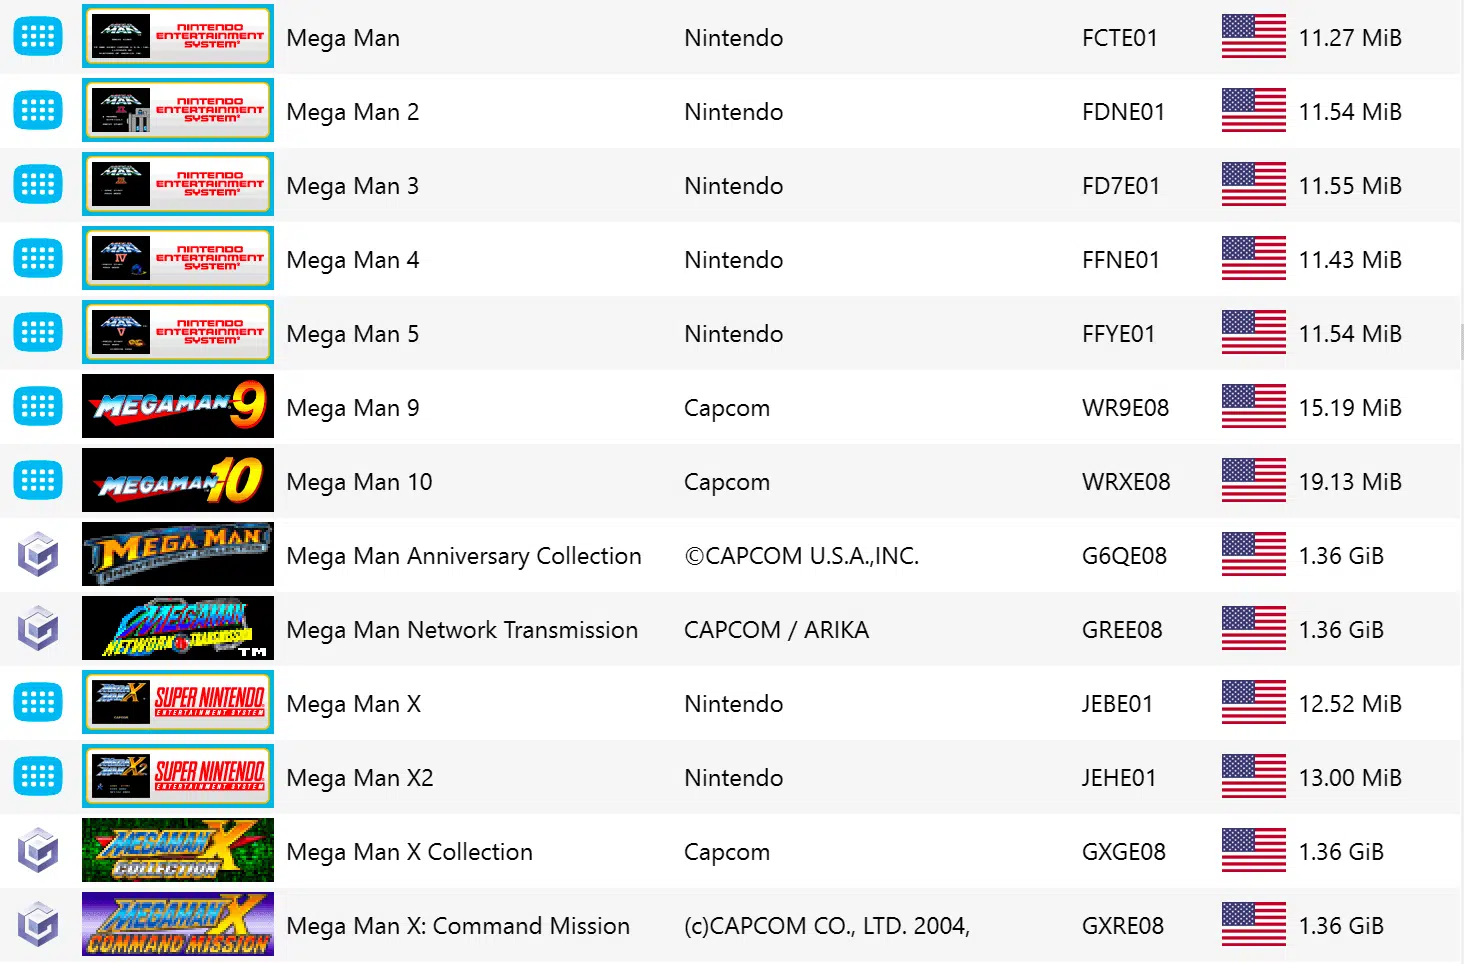 NINTENDO ENTERTAINMENT SYSTEM Mega Man Nintendo FCTE01 11.27 MiB
NINTENDO ENTERTAINMENT SYSTEM Mega Man 2 Nintendo FDNE01 11.54 MiB
NINTENDO ENTERTAINMENT SYSTEM Mega Man 3 Nintendo FD7E01 11.55 MiB
NINTENDO ENTERTAINMENT SYSTEM Mega Man 4 Nintendo FFNE01 11.43 MiB
NINTENDO ENTERTAINMENT SYSTEM Mega Man 5 Nintendo FFYE01 11.54 MiB
MEGAMAN 9 Mega Man 9 Capcom WR9E08 15.19 MiB
MEGAMAN 10 Mega Man 10 Capcom WRXE08 19.13 MiB
MEGA MAN ANNIVERSARY COLLECTION Mega Man Anniversary Collection ©CAPCOM U.S.A.,INC. G6QE08 1.36 GiB
MEGAMAN NETWORK TRANSMISSION TM Mega Man Network Transmission CAPCOM / ARIKA GREE08 1.36 GiB
MEGA MAN X SUPER NINTENDO ENTERTAINMENT SYSTEM Mega Man X Nintendo JEBE01 12.52 MiB
MEGA MAN X2 SUPER NINTENDO ENTERTAINMENT SYSTEM Mega Man X2 Nintendo JEHE01 13.00 MiB
MEGAMAN X COLLECTION Mega Man X Collection Capcom GXGE08 1.36 GiB
MEGAMAN X COMMAND MISSION Mega Man X: Command Mission (c)CAPCOM CO., LTD. 2004, GXRE08 1.36 GiB